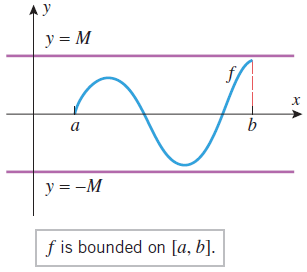 y
y = M
f
x
a
b
y = −M
f is bounded on [a, b].